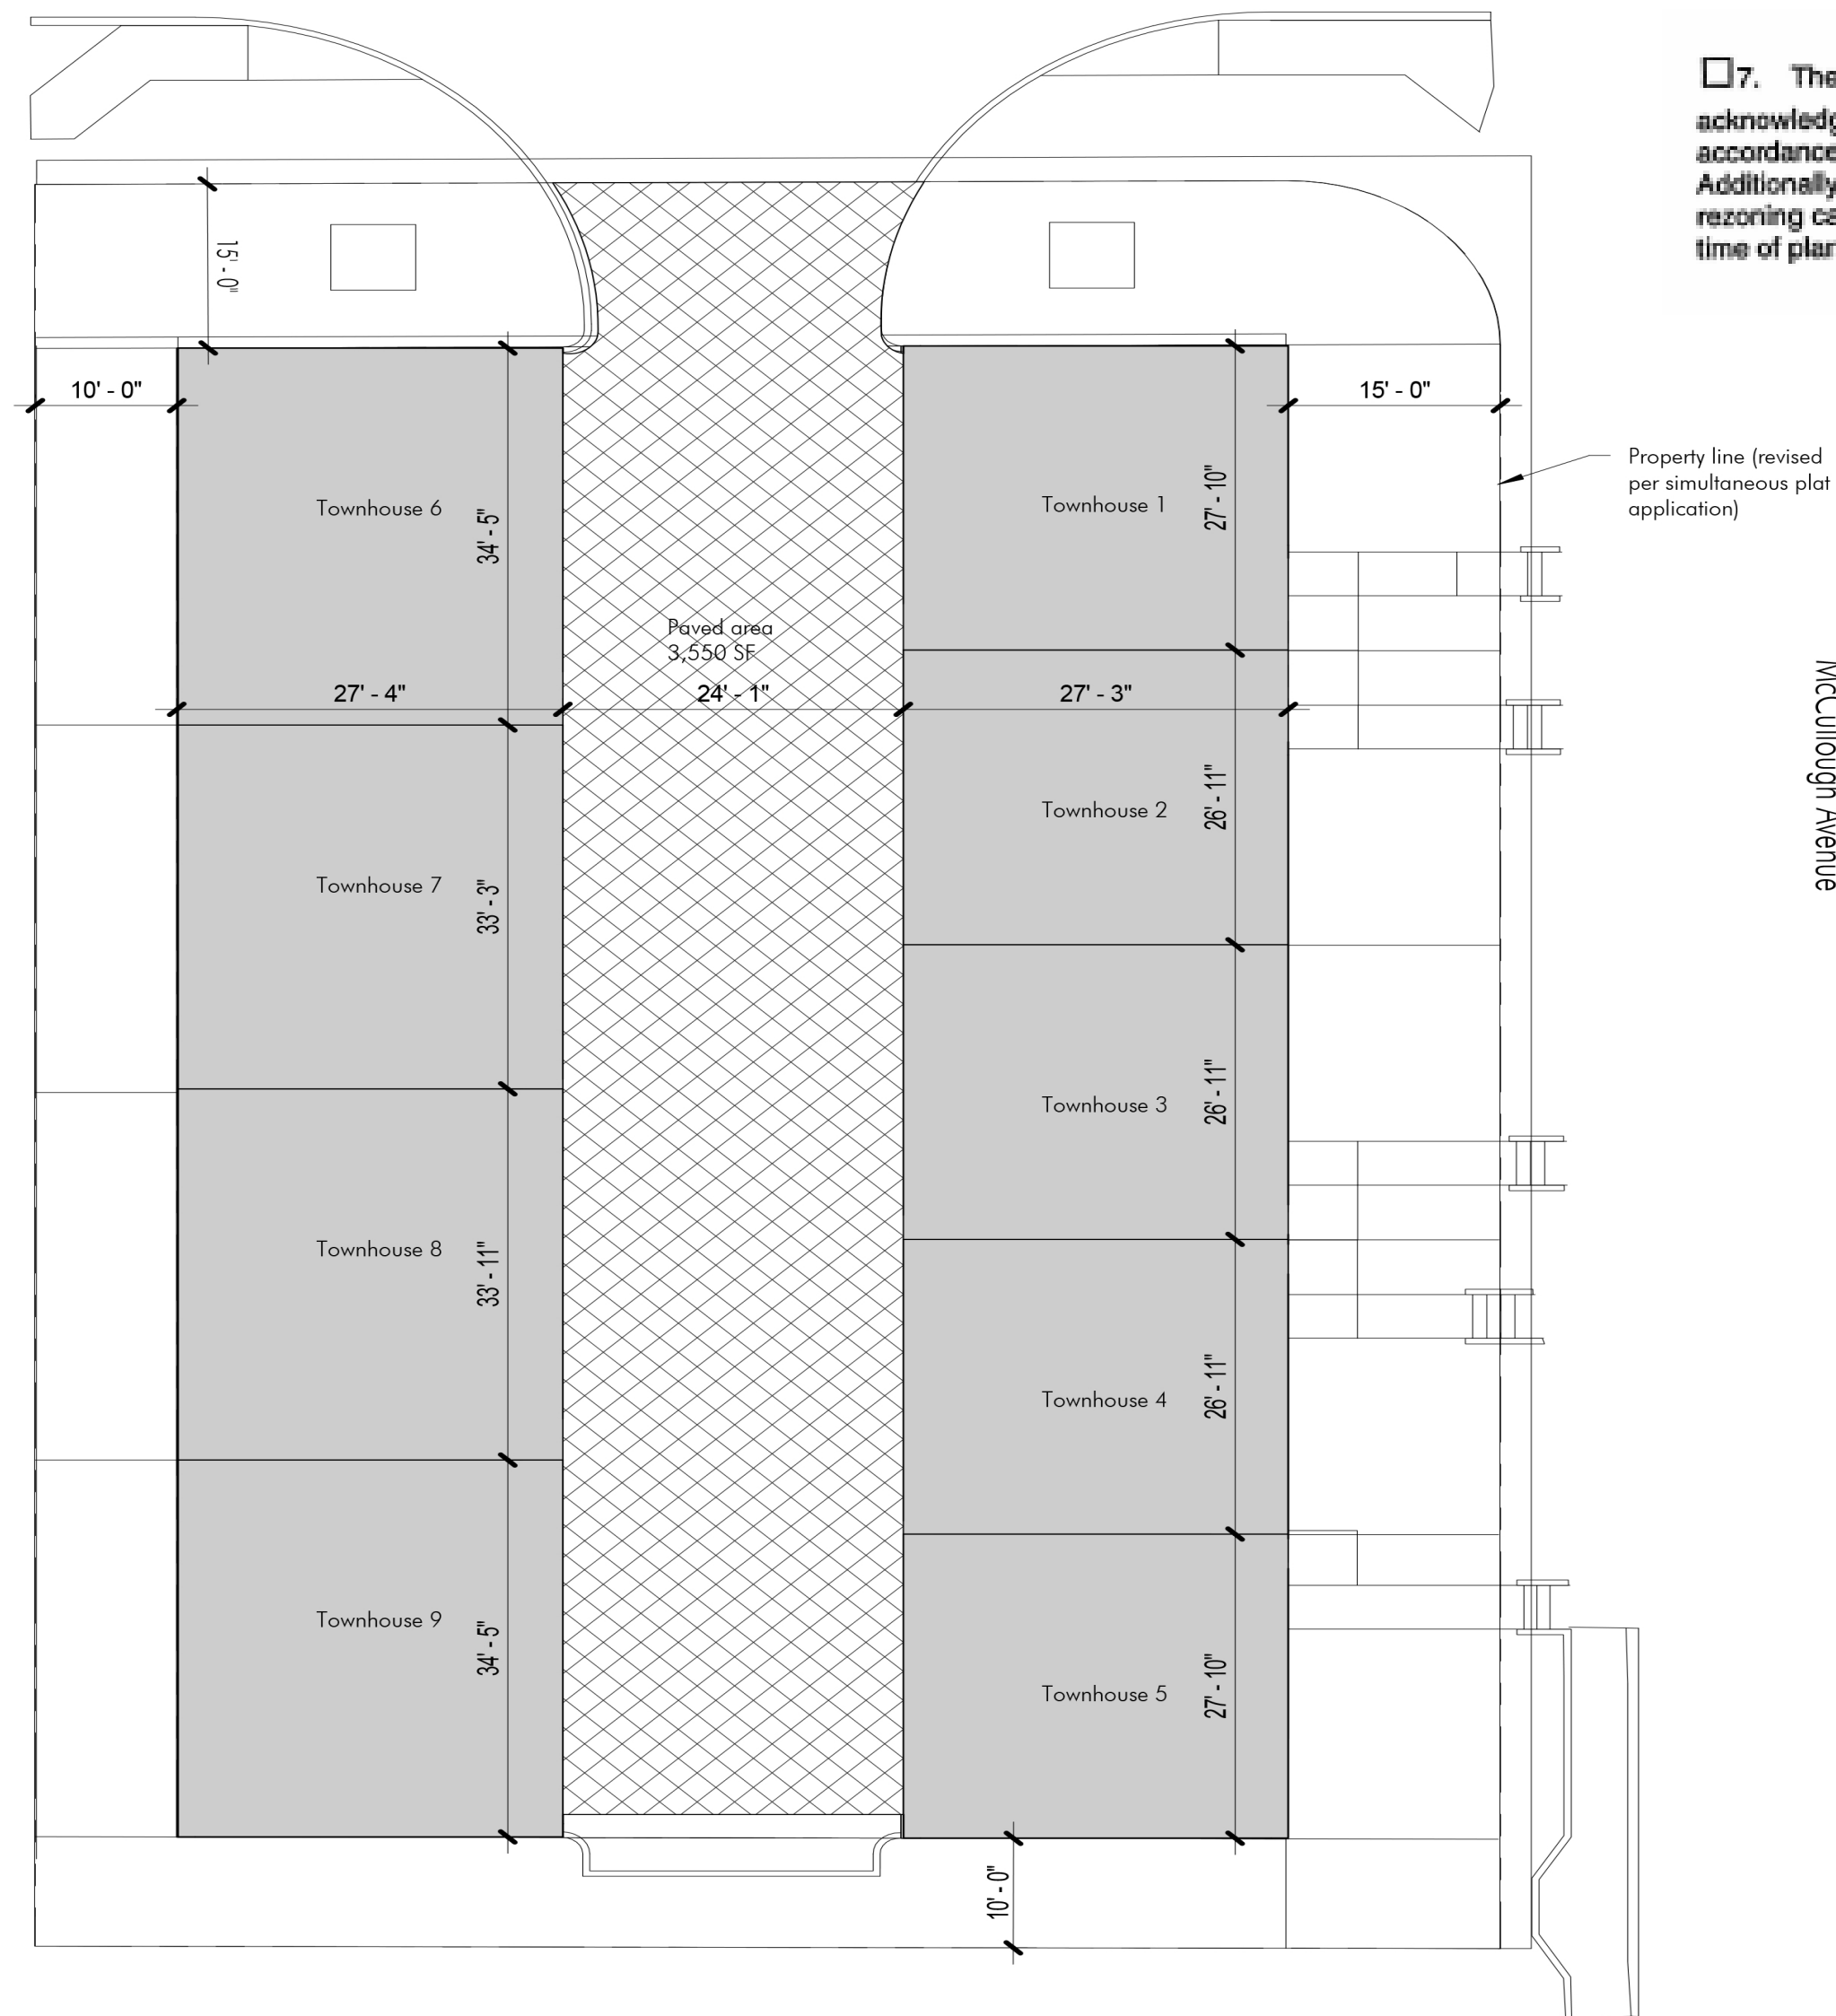 7. The
acknowledg
accordance
Additionally
rezoning ca
time of plan
15' - 0"
10' - 0"
15' - 0"
Property line (revised
per simultaneous plat
application)
Townhouse 6
34' - 5"
Townhouse 1
27' - 10"
Paved area
3,550 SF
27' - 4"
24' - 1"
27' - 3"
McCullough Avenue
Townhouse 2
26' - 11"
Townhouse 7
33' - 3"
Townhouse 3
26' - 11"
Townhouse 8
33' - 11"
Townhouse 4
26' - 11"
Townhouse 9
34' - 5"
Townhouse 5
27' - 10"
10' - 0"